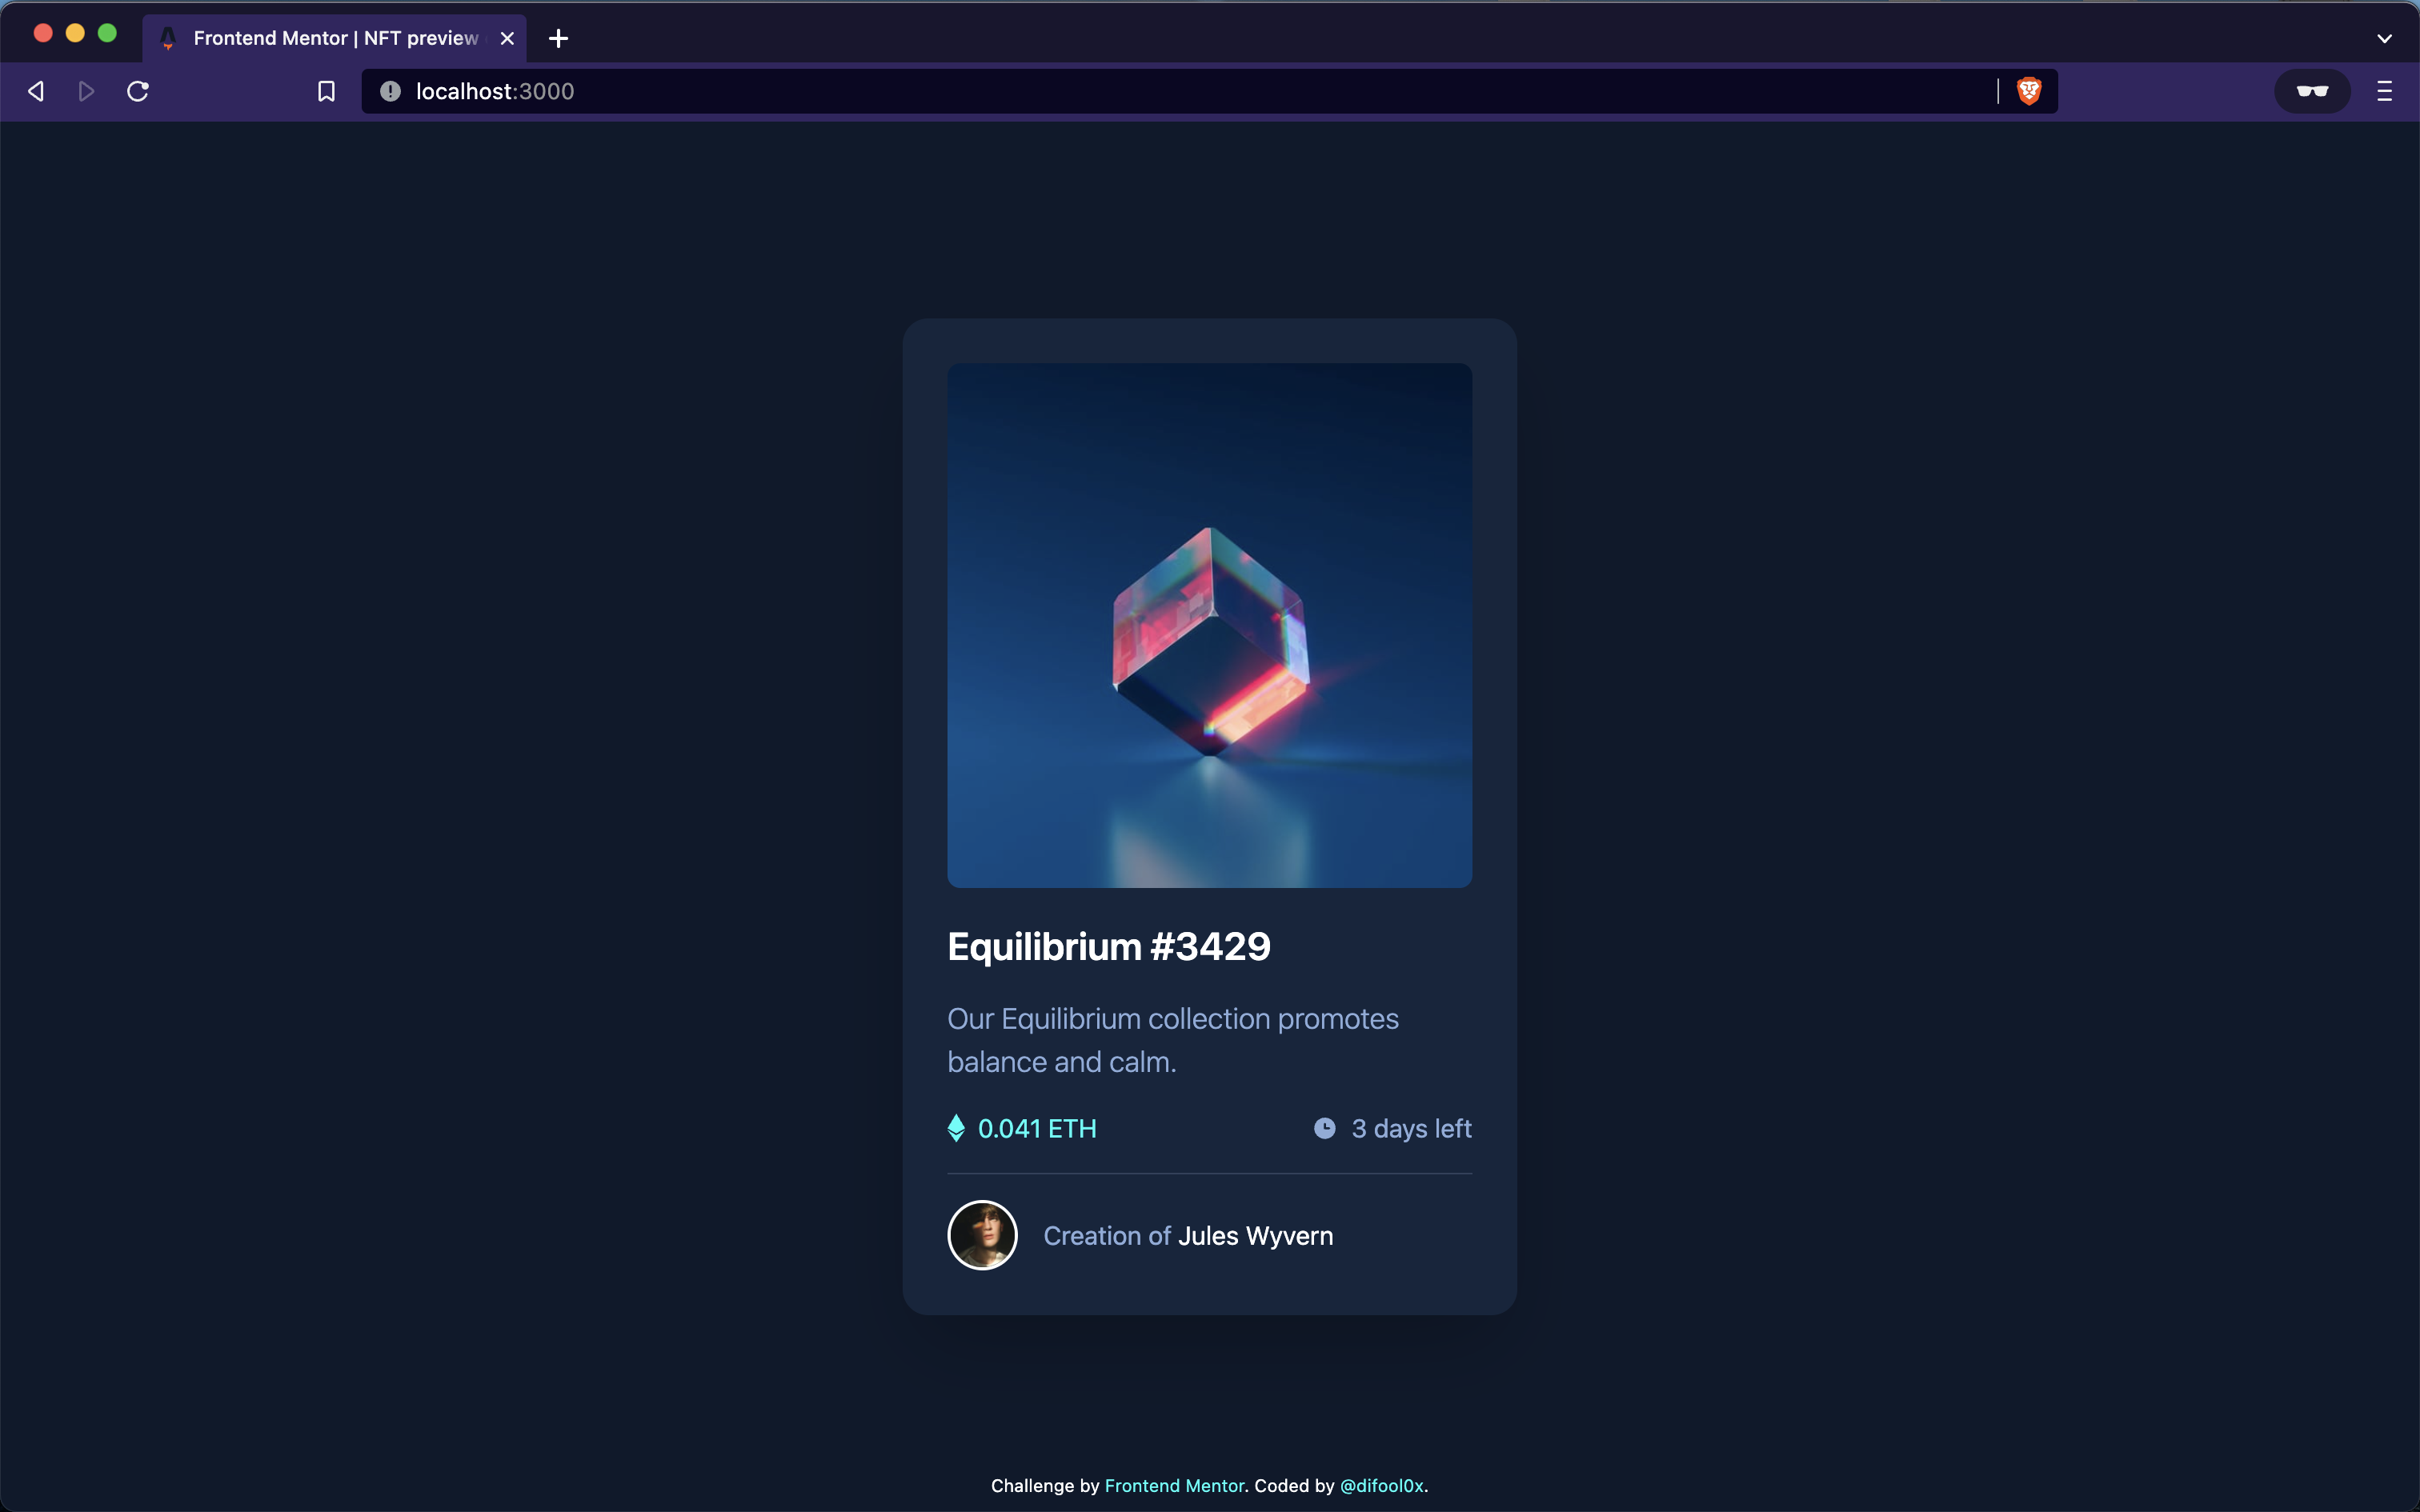 Frontend Mentor | NFT preview
localhost:3000
Equilibrium #3429
Our Equilibrium collection promotes
balance and calm.
0.041 ETH
3 days left
Creation of Jules Wyvern
Challenge by Frontend Mentor. Coded by @difool0x.